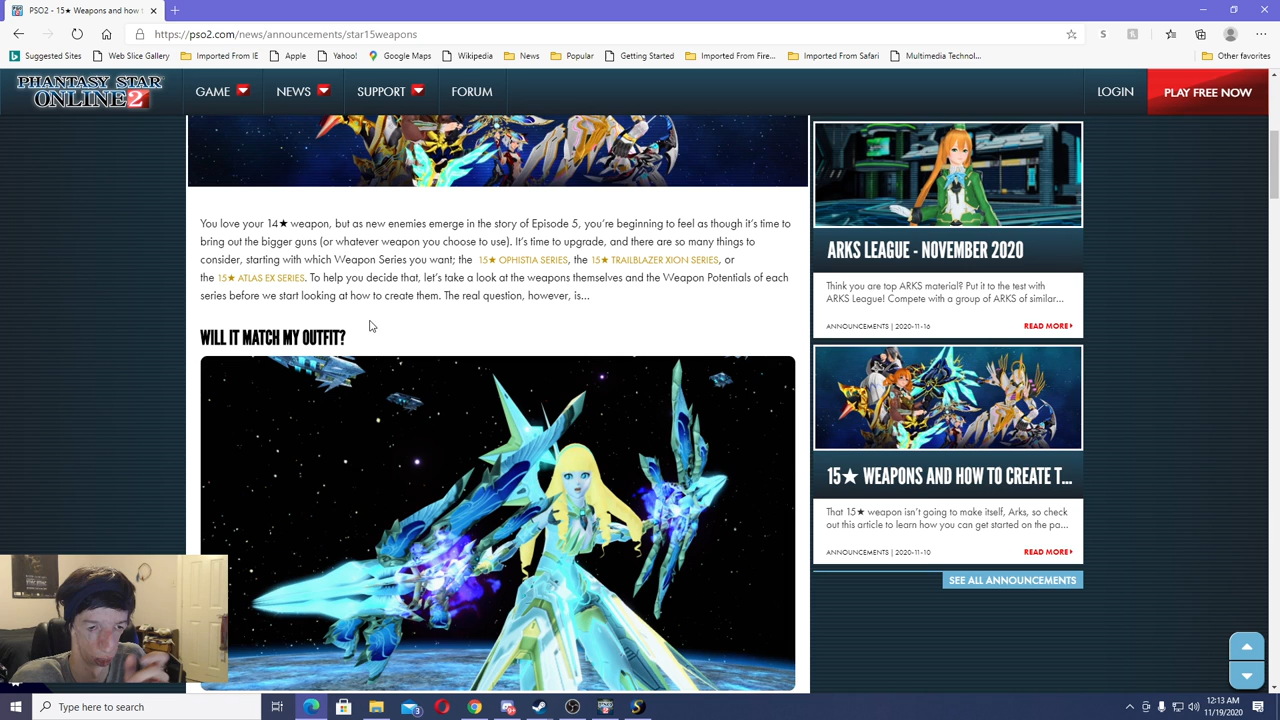 PSO2 - 15★ Weapons and how t
https://pso2.com/news/announcements/star15weapons
Suggested Sites
Web Slice Gallery
Imported From IE
Apple
Yahoo!
Google Maps
Wikipedia
News
Popular
Getting Started
Imported From Fire...
Imported From Safari
Multimedia Technol...
Other favorites
PHANTASY STAR
ONLINE 2
GAME
NEWS
SUPPORT
FORUM
LOGIN
PLAY FREE NOW
You love your 14★ weapon, but as new enemies emerge in the story of Episode 5, you're beginning to feel as though it's time to
bring out the bigger guns (or whatever weapon you choose to use). It's time to upgrade, and there are so many things to
consider, starting with which Weapon Series you want; the 15★ OPHISTIA SERIES, the 15★ TRAILBLAZER XION SERIES, or
the 15★ ATLAS EX SERIES. To help you decide that, let's take a look at the weapons themselves and the Weapon Potentials of each
series before we start looking at how to create them. The real question, however, is...
WILL IT MATCH MY OUTFIT?
ARKS LEAGUE - NOVEMBER 2020
Think you are top ARKS material? Put it to the test with
ARKS League! Compete with a group of ARKS of similar...
ANNOUNCEMENTS | 2020-11-16
READ MORE
15★ WEAPONS AND HOW TO CREATE T...
That 15★ weapon isn't going to make itself, Arks, so check
out this article to learn how you can get started on the pa...
ANNOUNCEMENTS | 2020-11-10
READ MORE
SEE ALL ANNOUNCEMENTS
Type here to search
12:13 AM
11/19/2020